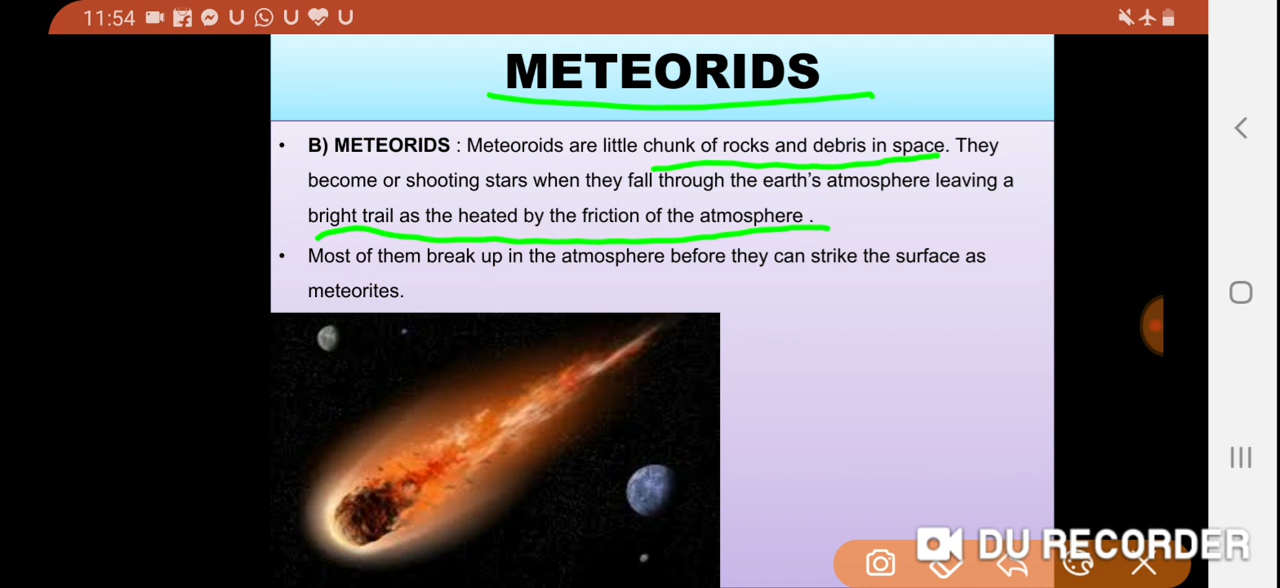 11:54
METEORIDS
• B) METEORIDS : Meteoroids are little chunk of rocks and debris in space. They
become or shooting stars when they fall through the earth’s atmosphere leaving a
bright trail as the heated by the friction of the atmosphere .
• Most of them break up in the atmosphere before they can strike the surface as
meteorites.
DU RECORDER